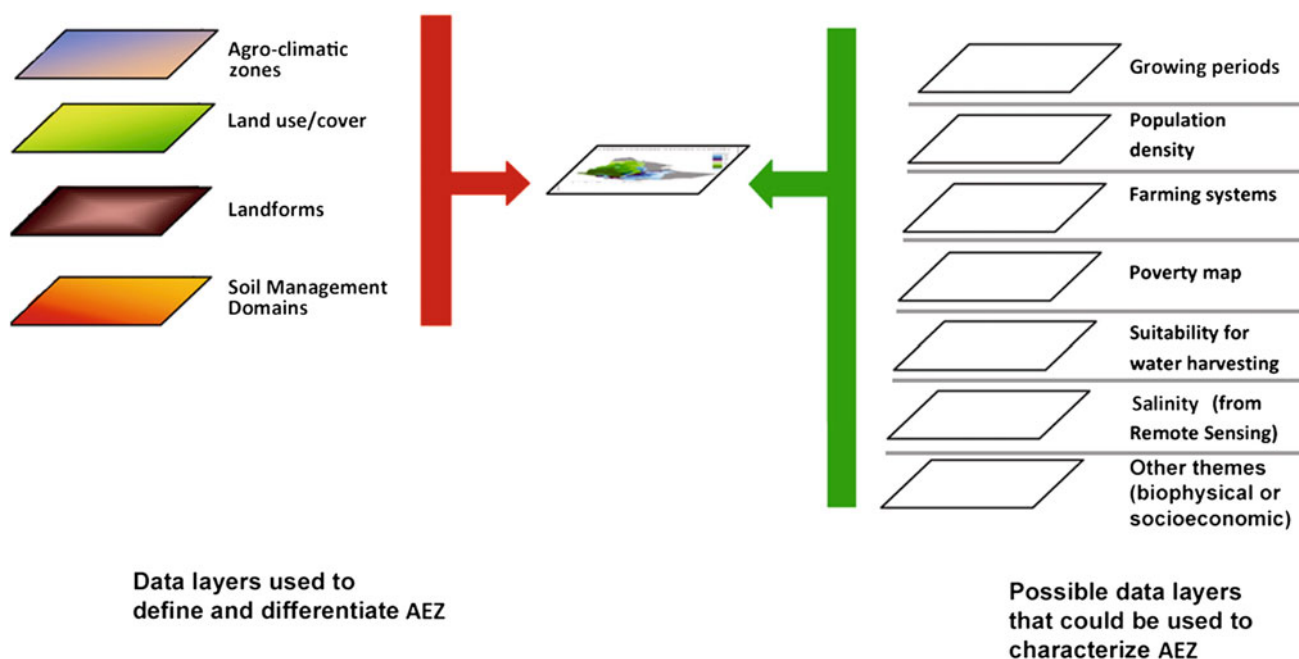 Agro-climatic
zones
Land use/cover
Landforms
Soil Management
Domains
Data layers used to
define and differentiate AEZ
Growing periods
Population
density
Farming systems
Poverty map
Suitability for
water harvesting
Salinity (from
Remote Sensing)
Other themes
(biophysical or
socioeconomic)
Possible data layers
that could be used to
characterize AEZ